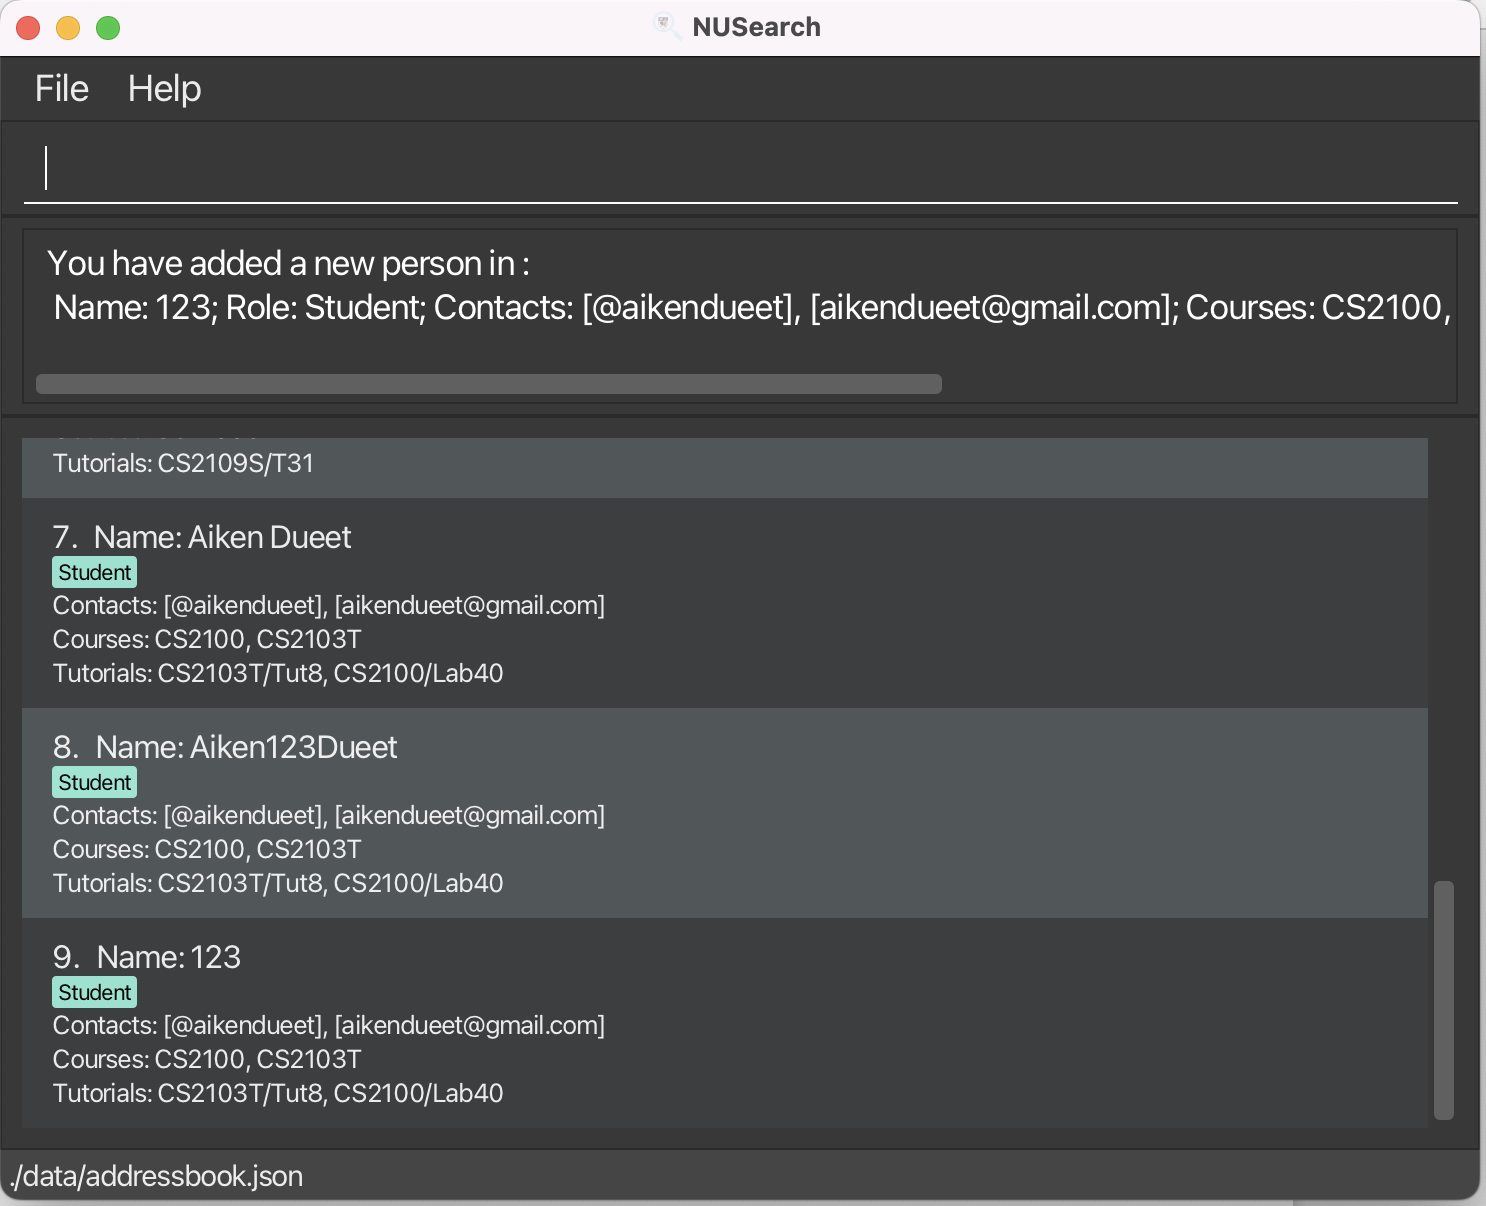 NUSearch
File Help
You have added a new person in :
Name: 123; Role: Student; Contacts: [@aikendueet], [aikendueet@gmail.com]; Courses: CS2100,
Tutorials: CS2109S/T31
7. Name: Aiken Dueet
Student
Contacts: [@aikendueet], [aikendueet@gmail.com]
Courses: CS2100, CS2103T
Tutorials: CS2103T/Tut8, CS2100/Lab40
8. Name: Aiken123Dueet
Student
Contacts: [@aikendueet], [aikendueet@gmail.com]
Courses: CS2100, CS2103T
Tutorials: CS2103T/Tut8, CS2100/Lab40
9. Name: 123
Student
Contacts: [@aikendueet], [aikendueet@gmail.com]
Courses: CS2100, CS2103T
Tutorials: CS2103T/Tut8, CS2100/Lab40
./data/addressbook.json